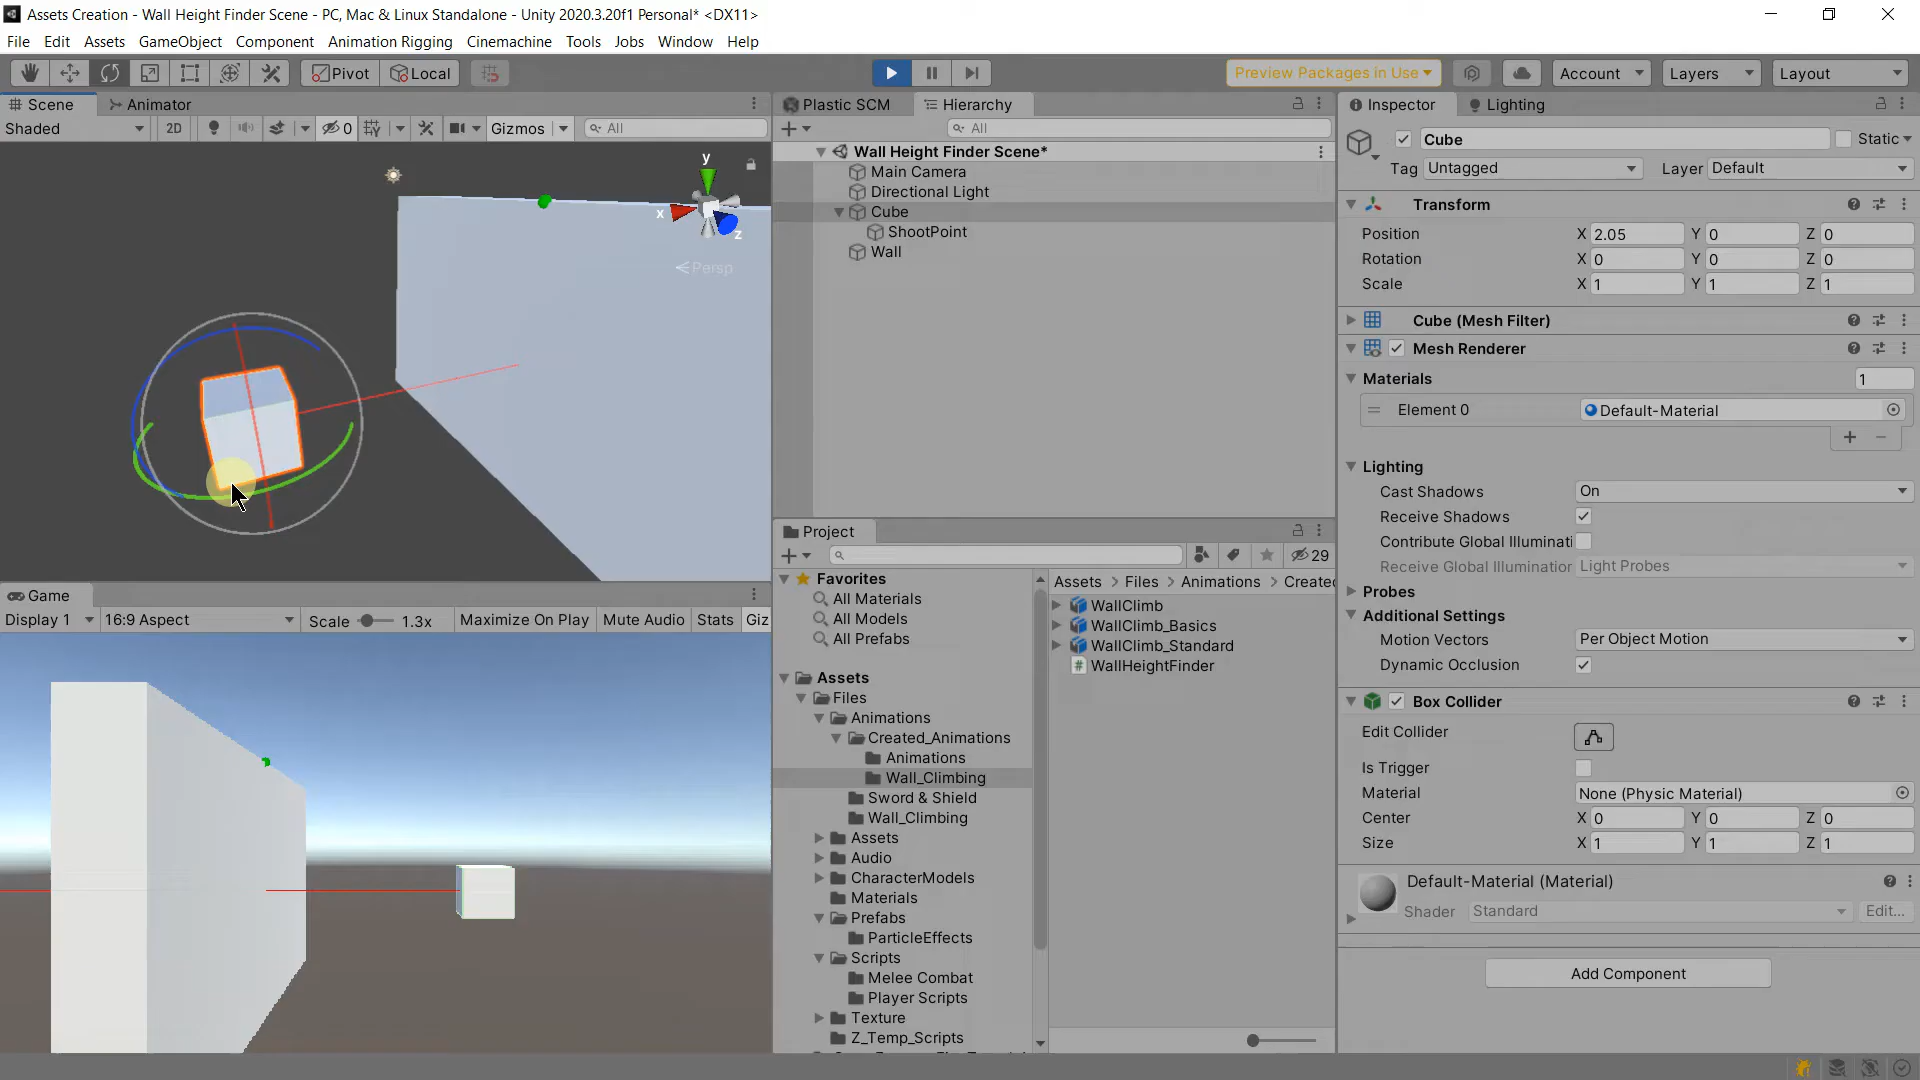 Assets Creation - Wall Height Finder Scene - PC, Mac & Linux Standalone - Unity 2020.3.20f1 Personal* <DX11>
File Edit Assets GameObject Component Animation Rigging Cinemachine Tools Jobs Window Help
Pivot Local Preview Packages in Use Account Layers Layout
Scene Animator
Shaded 2D 0 Gizmos All
y
x
z
Persp
Game
Display 1 16:9 Aspect Scale 1.3x Maximize On Play Mute Audio Stats Giz
Plastic SCM Hierarchy
All
Wall Height Finder Scene*
Main Camera
Directional Light
Cube
ShootPoint
Wall
Project
29
Favorites
All Materials
All Models
All Prefabs
Assets
Files
Animations
Created_Animations
Animations
Wall_Climbing
Sword & Shield
Wall_Climbing
Assets
Audio
CharacterModels
Materials
Prefabs
ParticleEffects
Scripts
Melee Combat
Player Scripts
Texture
Z_Temp_Scripts
Assets > Files > Animations > Create
WallClimb
WallClimb_Basics
WallClimb_Standard
WallHeightFinder
Inspector Lighting
Cube Static
Tag Untagged Layer Default
Transform
Position X 2.05 Y 0 Z 0
Rotation X 0 Y 0 Z 0
Scale X 1 Y 1 Z 1
Cube (Mesh Filter)
Mesh Renderer
Materials 1
Element 0 Default-Material
Lighting
Cast Shadows On
Receive Shadows
Contribute Global Illuminati
Receive Global Illumination Light Probes
Probes
Additional Settings
Motion Vectors Per Object Motion
Dynamic Occlusion
Box Collider
Edit Collider
Is Trigger
Material None (Physic Material)
Center X 0 Y 0 Z 0
Size X 1 Y 1 Z 1
Default-Material (Material)
Shader Standard Edit...
Add Component